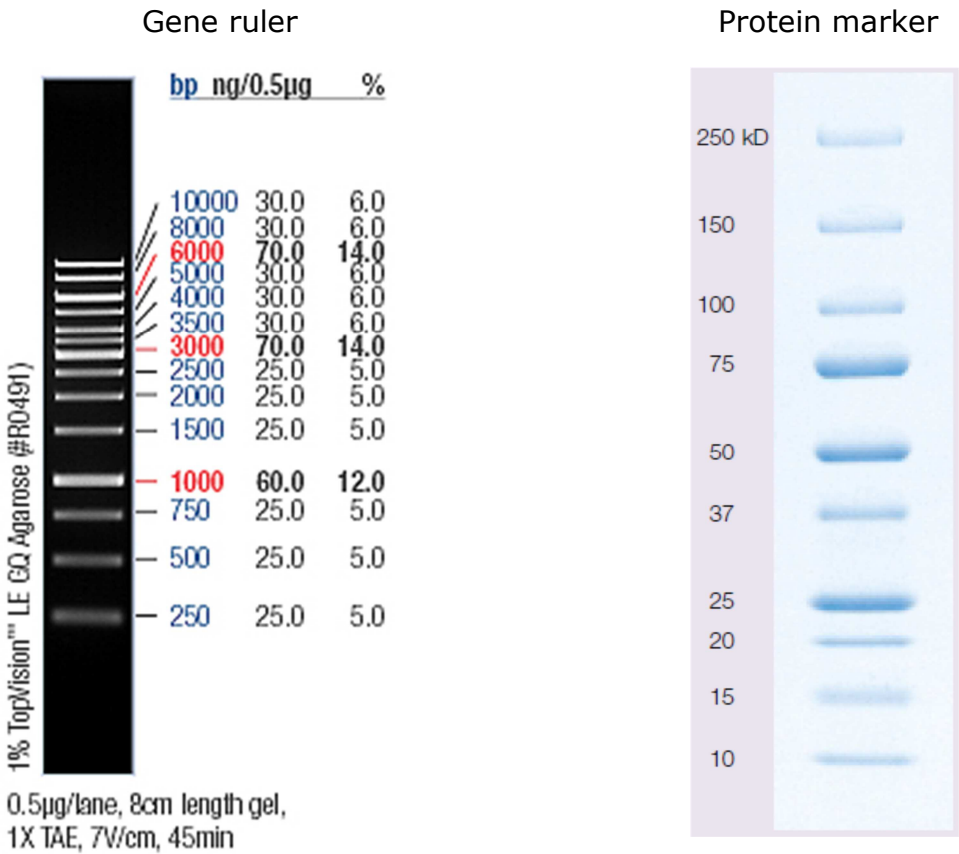 Gene ruler
Protein marker
bp ng/0.5µg %
10000 30.0 6.0
8000 30.0 6.0
6000 70.0 14.0
5000 30.0 6.0
4000 30.0 6.0
3500 30.0 6.0
3000 70.0 14.0
2500 25.0 5.0
2000 25.0 5.0
1500 25.0 5.0
1000 60.0 12.0
750 25.0 5.0
500 25.0 5.0
250 25.0 5.0
1% TopVision™ LE GQ Agarose (#R0491)
0.5µg/lane, 8cm length gel,
1X TAE, 7V/cm, 45min
250 kD
150
100
75
50
37
25
20
15
10